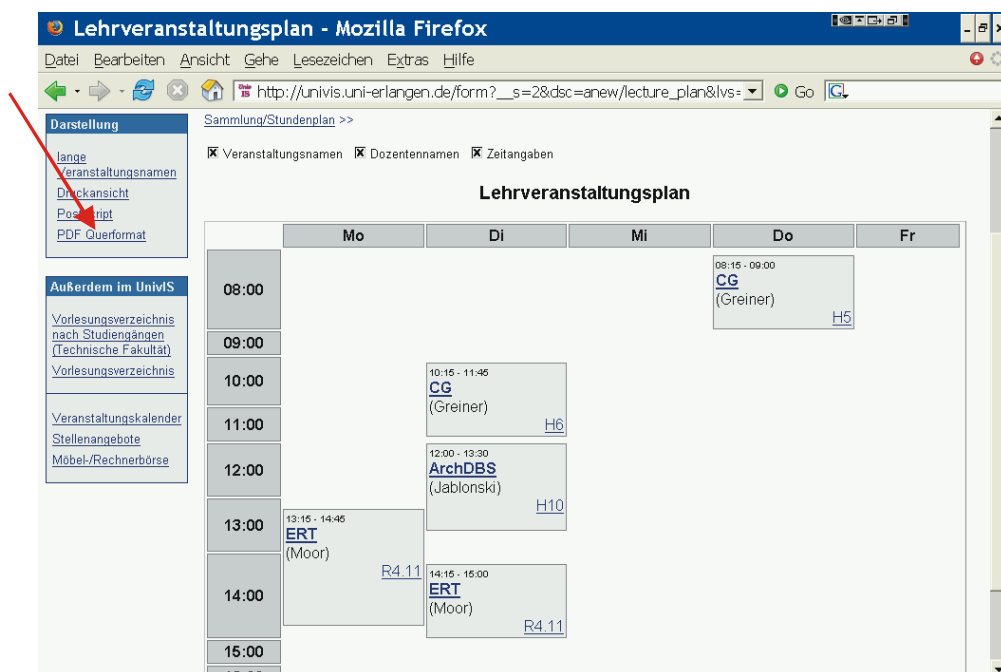 Lehrveranstaltungsplan - Mozilla Firefox
Datei Bearbeiten Ansicht Gehe Lesezeichen Extras Hilfe
http://univis.uni-erlangen.de/form?__s=2&dsc=anew/lecture_plan&lvs= Go
Darstellung
lange
Veranstaltungsnamen
Druckansicht
PDF Querformat
Außerdem im UnivIS
Vorlesungsverzeichnis
nach Studiengängen
(Technische Fakultät)
Vorlesungsverzeichnis
Veranstaltungskalender
Stellenangebote
Möbel-/Rechnerbörse
Sammlung/Stundenplan >>
Veranstaltungsnamen Dozentennamen Zeitangaben
Lehrveranstaltungsplan
Mo Di Mi Do Fr
08:00
08:15 - 09:00
CG
(Greiner)
H5
09:00
10:00
10:15 - 11:45
CG
(Greiner)
11:00
H6
12:00
12:00 - 13:30
ArchDBS
(Jablonski)
H10
13:00
13:15 - 14:45
ERT
(Moor)
R4.11
14:00
14:15 - 15:00
ERT
(Moor)
R4.11
15:00